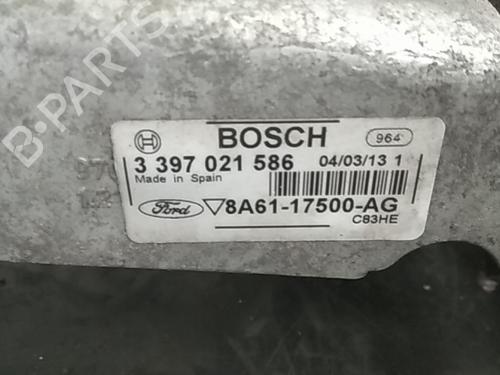 B-PARTS
BOSCH
964
3 397 021 586
04/03/13 1
Made in Spain
Ford
8A61-17500-AG
C83HE